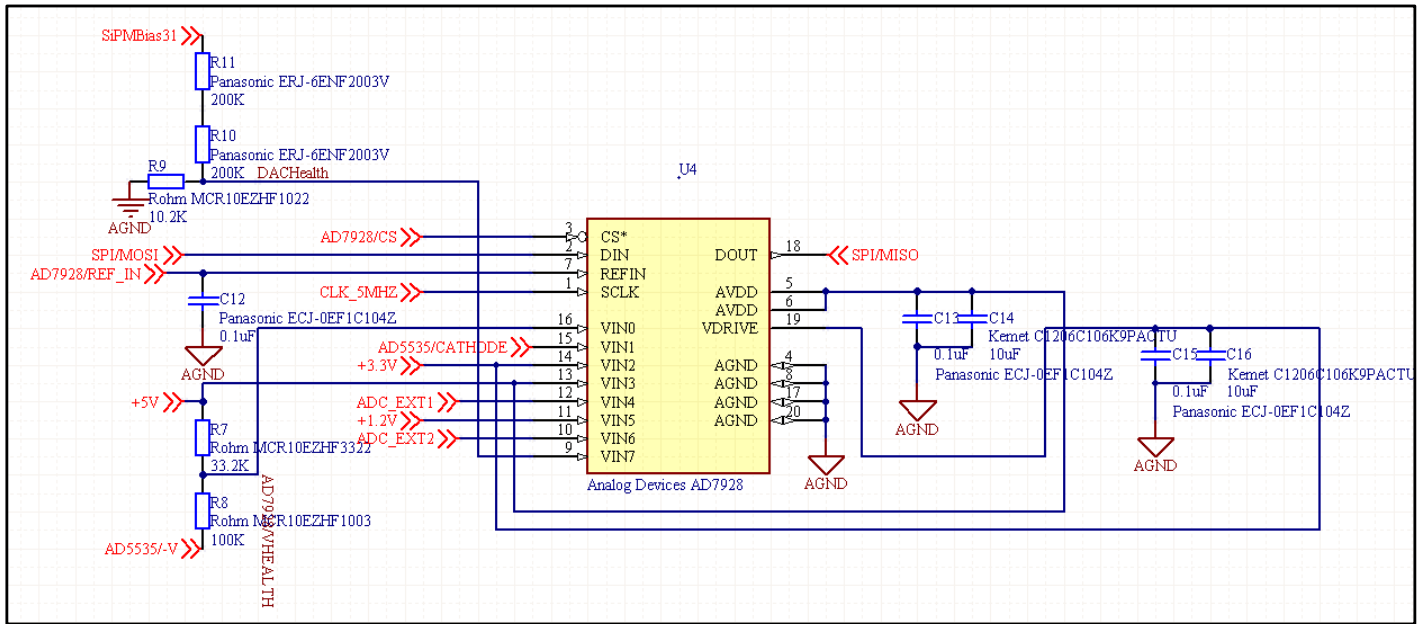 SiPMBias31
R11
Panasonic ERJ-6ENF2003V
200K
R10
Panasonic ERJ-6ENF2003V
200K
DACHealth
R9
Rohm MCR10EZHF1022
10.2K
AGND
U4
AD7928/CS
SPI/MOSI
AD7928/REF_IN
CLK_5MHZ
C12
Panasonic ECJ-0EF1C104Z
0.1uF
AGND
AD5535/CATHODE
+3.3V
+5V
ADC_EXT1
+1.2V
ADC_EXT2
R7
Rohm MCR10EZHF3322
33.2K
R8
Rohm MCR10EZHF1003
100K
AD5535/-V
AD7928/VHEALTH
3 CS*
2 DIN
7 REFIN
1 SCLK
16 VIN0
15 VIN1
14 VIN2
13 VIN3
12 VIN4
11 VIN5
10 VIN6
9 VIN7
DOUT 18
SPI/MISO
AVDD 5
AVDD 6
VDRIVE 19
AGND 4
AGND 8
AGND 17
AGND 20
Analog Devices AD7928
AGND
C13
0.1uF
Panasonic ECJ-0EF1C104Z
C14
Kemet C1206C106K9PACTU
10uF
AGND
C15
0.1uF
Panasonic ECJ-0EF1C104Z
C16
Kemet C1206C106K9PACTU
10uF
AGND